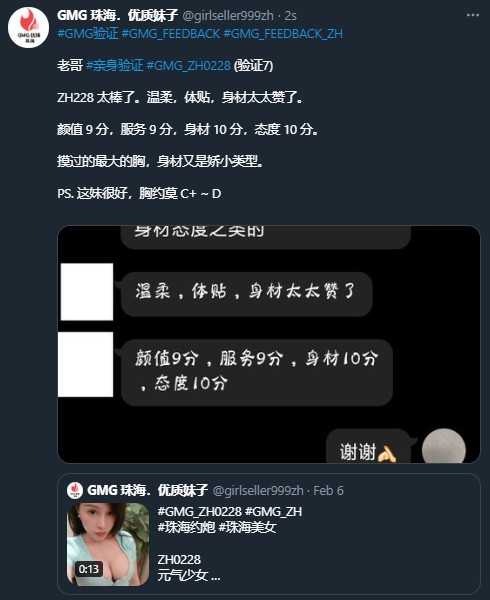 GMG 珠海．优质妹子 @girlseller999zh · 2s
#GMG验证 #GMG_FEEDBACK #GMG_FEEDBACK_ZH
老哥 #亲身验证 #GMG_ZH0228 (验证7)
ZH228 太棒了。温柔，体贴，身材太太赞了。
颜值 9 分，服务 9 分，身材 10 分，态度 10 分。
摸过的最大的胸，身材又是娇小类型。
PS. 这妹很好，胸约莫 C+ ~ D
身材态度之类的
温柔，体贴，身材太太赞了
颜值9分，服务9分，身材10分
，态度10分
谢谢
GMG 珠海．优质妹子 @girlseller999zh · Feb 6
#GMG_ZH0228 #GMG_ZH
#珠海约炮 #珠海美女
ZH0228
元气少女 ...
0:13
GMG.优妹
珠海